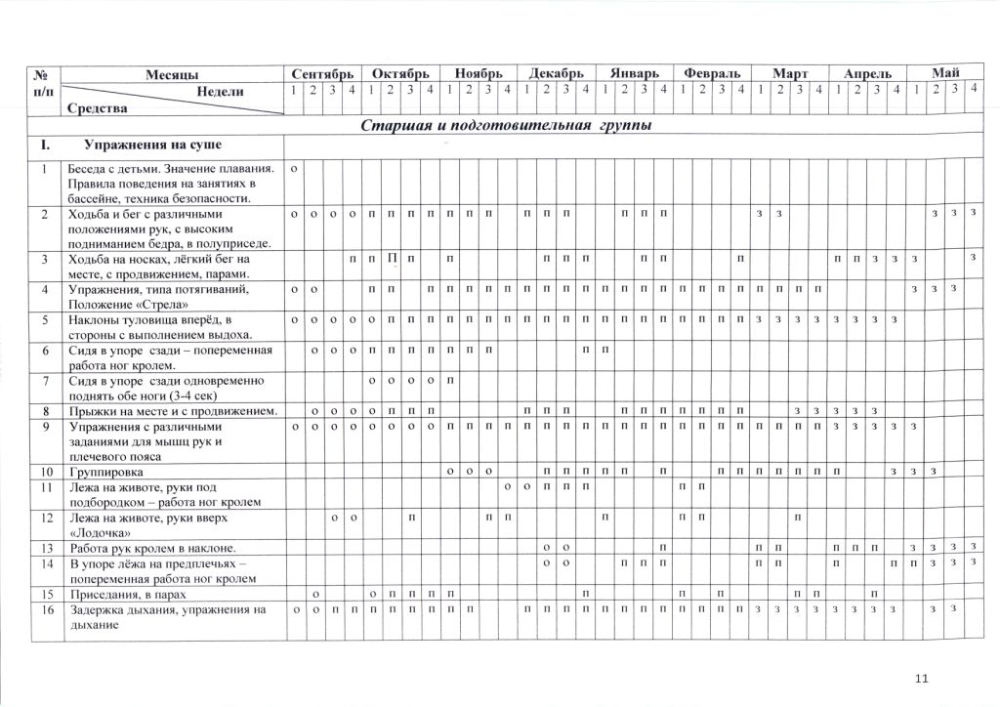 № Месяцы Сентябрь Октябрь Ноябрь Декабрь Январь Февраль Март Апрель Май
п/п Недели 1 2 3 4 1 2 3 4 1 2 3 4 1 2 3 4 1 2 3 4 1 2 3 4 1 2 3 4 1 2 3 4 1 2 3 4
Средства
Старшая и подготовительная группы
I. Упражнения на суше
1 Беседа с детьми. Значение плавания. о
Правила поведения на занятиях в
бассейне, техника безопасности.
2 Ходьба и бег с различными о о о о п п п п п п п п п п п п п з з з з з
положениями рук, с высоким
подниманием бедра, в полуприседе.
3 Ходьба на носках, лёгкий бег на п п П п п п п п п п п п п з з з з
месте, с продвижением, парами.
4 Упражнения, типа потягиваний, о о п п п п п п п п п п п п п п п п п п п п п п п п п з з з
Положение «Стрела»
5 Наклоны туловища вперёд, в о о о о о п п п п п п п п п п п п п п п п п п п з з з з з з з з
стороны с выполнением выдоха.
6 Сидя в упоре сзади – попеременная о о о п п п п п п п п п
работа ног кролем.
7 Сидя в упоре сзади одновременно о о о о п
поднять обе ноги (3-4 сек)
8 Прыжки на месте и с продвижением. о о о о п п п п п п п п п п п п п з з з з з
9 Упражнения с различными о о о о о о о о п п п п п п п п п п п п п п п п п п п п з з з з з
заданиями для мышц рук и
плечевого пояса
10 Группировка о о о п п п п п п п п п п п п п з з з
11 Лежа на животе, руки под о о п п п п п
подбородком – работа ног кролем
12 Лежа на животе, руки вверх о о п п п п п п п
«Лодочка»
13 Работа рук кролем в наклоне. о о п п п п п п з з з з
14 В упоре лёжа на предплечьях – о о п п п п п п п п з з з
попеременная работа ног кролем
15 Приседания, в парах о о п п п п п п п п п п
16 Задержка дыхания, упражнения на о о п п п п п п п п п п п п п п п п п п п п з з з з з з з з з з
дыхание
11